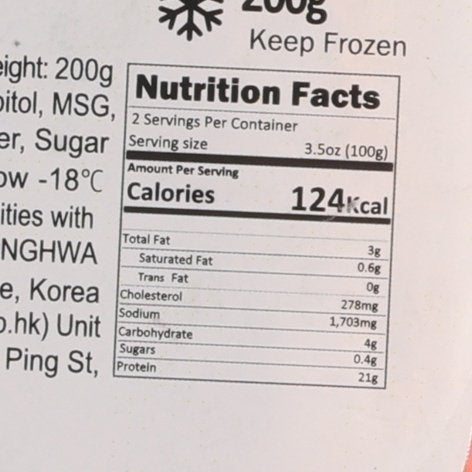 200g
Keep Frozen
eight: 200g
bitol, MSG,
er, Sugar
ow -18°C
ities with
NGHWA
e, Korea
o.hk) Unit
Ping St,
Nutrition Facts
2 Servings Per Container
Serving size 3.5oz (100g)
Amount Per Serving
Calories 124Kcal
Total Fat 3g
Saturated Fat 0.6g
Trans Fat 0g
Cholesterol 278mg
Sodium 1,703mg
Carbohydrate 4g
Sugars 0.4g
Protein 21g